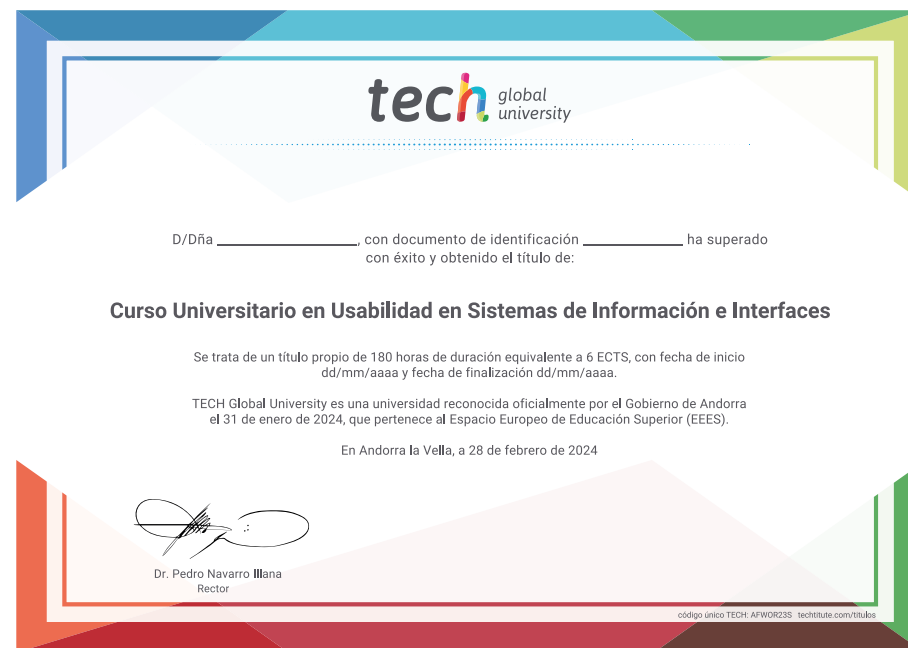 tech global university
D/Dña ______________, con documento de identificación __________ ha superado
con éxito y obtenido el título de:
Curso Universitario en Usabilidad en Sistemas de Información e Interfaces
Se trata de un título propio de 180 horas de duración equivalente a 6 ECTS, con fecha de inicio
dd/mm/aaaa y fecha de finalización dd/mm/aaaa.
TECH Global University es una universidad reconocida oficialmente por el Gobierno de Andorra
el 31 de enero de 2024, que pertenece al Espacio Europeo de Educación Superior (EEES).
En Andorra la Vella, a 28 de febrero de 2024
Dr. Pedro Navarro Illana
Rector
código único TECH: AFWOR23S techtitute.com/titulos